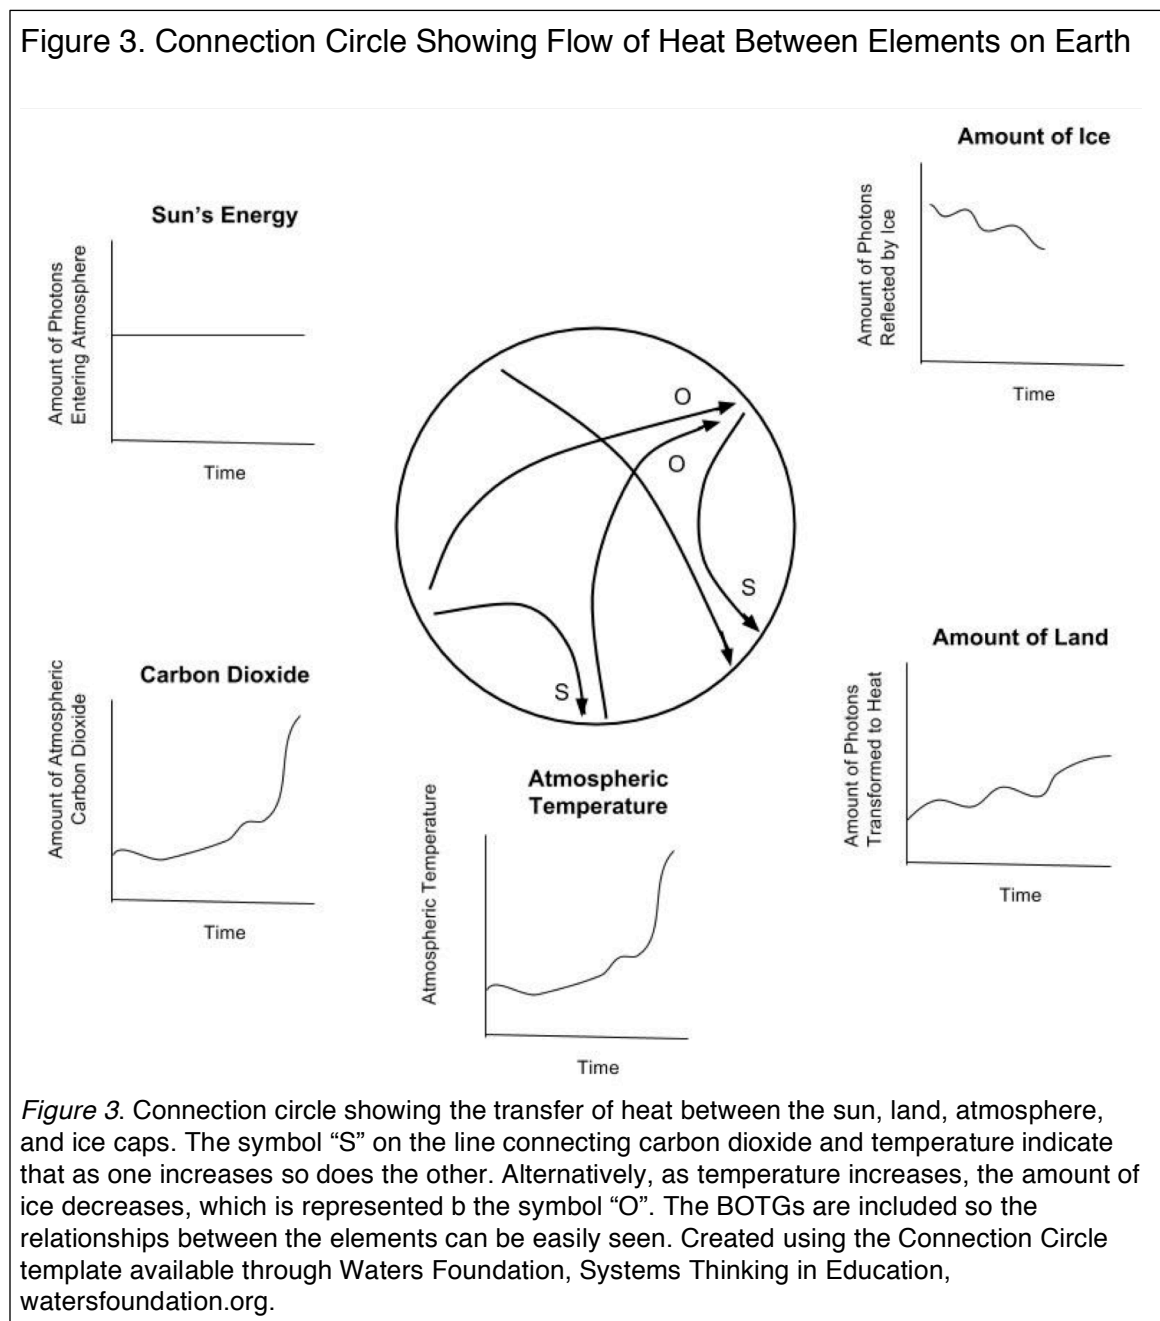 Figure 3. Connection Circle Showing Flow of Heat Between Elements on Earth
Amount of Ice
Amount of Photons
Reflected by Ice
Time
Sun's Energy
Amount of Photons
Entering Atmosphere
Time
O
O
S
S
Carbon Dioxide
Amount of Atmospheric
Carbon Dioxide
Time
Atmospheric
Temperature
Atmospheric Temperature
Time
Amount of Land
Amount of Photons
Transformed to Heat
Time
Figure 3. Connection circle showing the transfer of heat between the sun, land, atmosphere,
and ice caps. The symbol “S” on the line connecting carbon dioxide and temperature indicate
that as one increases so does the other. Alternatively, as temperature increases, the amount of
ice decreases, which is represented b the symbol “O”. The BOTGs are included so the
relationships between the elements can be easily seen. Created using the Connection Circle
template available through Waters Foundation, Systems Thinking in Education,
watersfoundation.org.